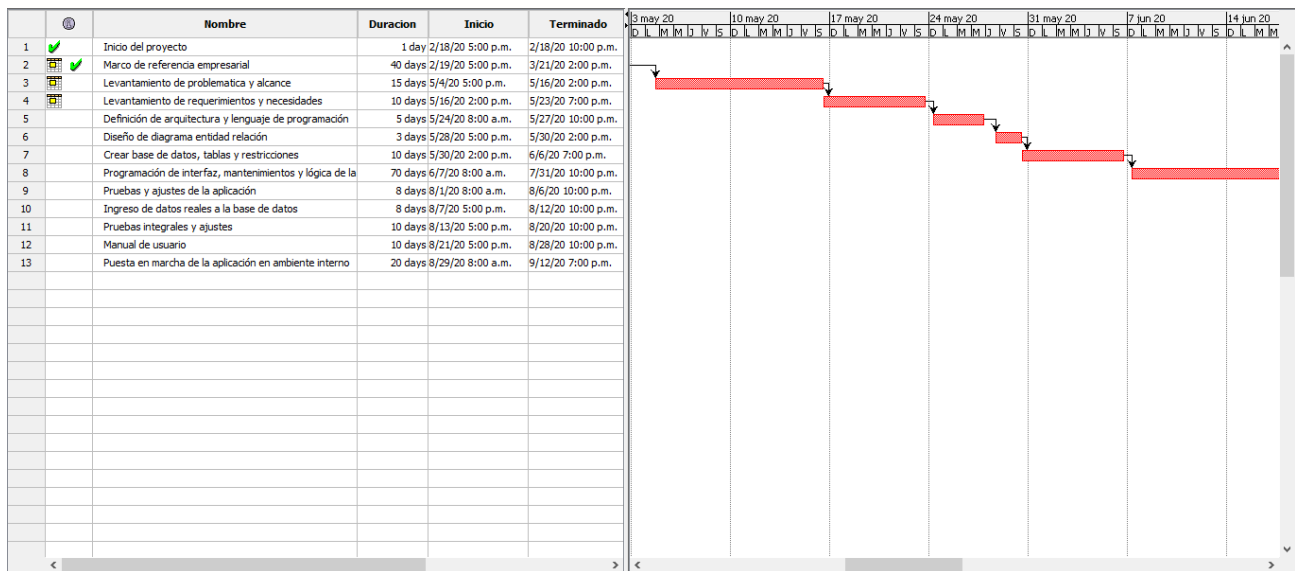 Nombre Duracion Inicio Terminado
1 Inicio del proyecto 1 day 2/18/20 5:00 p.m. 2/18/20 10:00 p.m.
2 Marco de referencia empresarial 40 days 2/19/20 5:00 p.m. 3/21/20 2:00 p.m.
3 Levantamiento de problematica y alcance 15 days 5/4/20 5:00 p.m. 5/16/20 2:00 p.m.
4 Levantamiento de requerimientos y necesidades 10 days 5/16/20 2:00 p.m. 5/23/20 7:00 p.m.
5 Definición de arquitectura y lenguaje de programación 5 days 5/24/20 8:00 a.m. 5/27/20 10:00 p.m.
6 Diseño de diagrama entidad relación 3 days 5/28/20 5:00 p.m. 5/30/20 2:00 p.m.
7 Crear base de datos, tablas y restricciones 10 days 5/30/20 2:00 p.m. 6/6/20 7:00 p.m.
8 Programación de interfaz, mantenimientos y lógica de la 70 days 6/7/20 8:00 a.m. 7/31/20 10:00 p.m.
9 Pruebas y ajustes de la aplicación 8 days 8/1/20 8:00 a.m. 8/6/20 10:00 p.m.
10 Ingreso de datos reales a la base de datos 8 days 8/7/20 5:00 p.m. 8/12/20 10:00 p.m.
11 Pruebas integrales y ajustes 10 days 8/13/20 5:00 p.m. 8/20/20 10:00 p.m.
12 Manual de usuario 10 days 8/21/20 5:00 p.m. 8/28/20 10:00 p.m.
13 Puesta en marcha de la aplicación en ambiente interno 20 days 8/29/20 8:00 a.m. 9/12/20 7:00 p.m.
3 may 20 10 may 20 17 may 20 24 may 20 31 may 20 7 jun 20 14 jun 20
D L M M J V S D L M M J V S D L M M J V S D L M M J V S D L M M J V S D L M M J V S D L M M